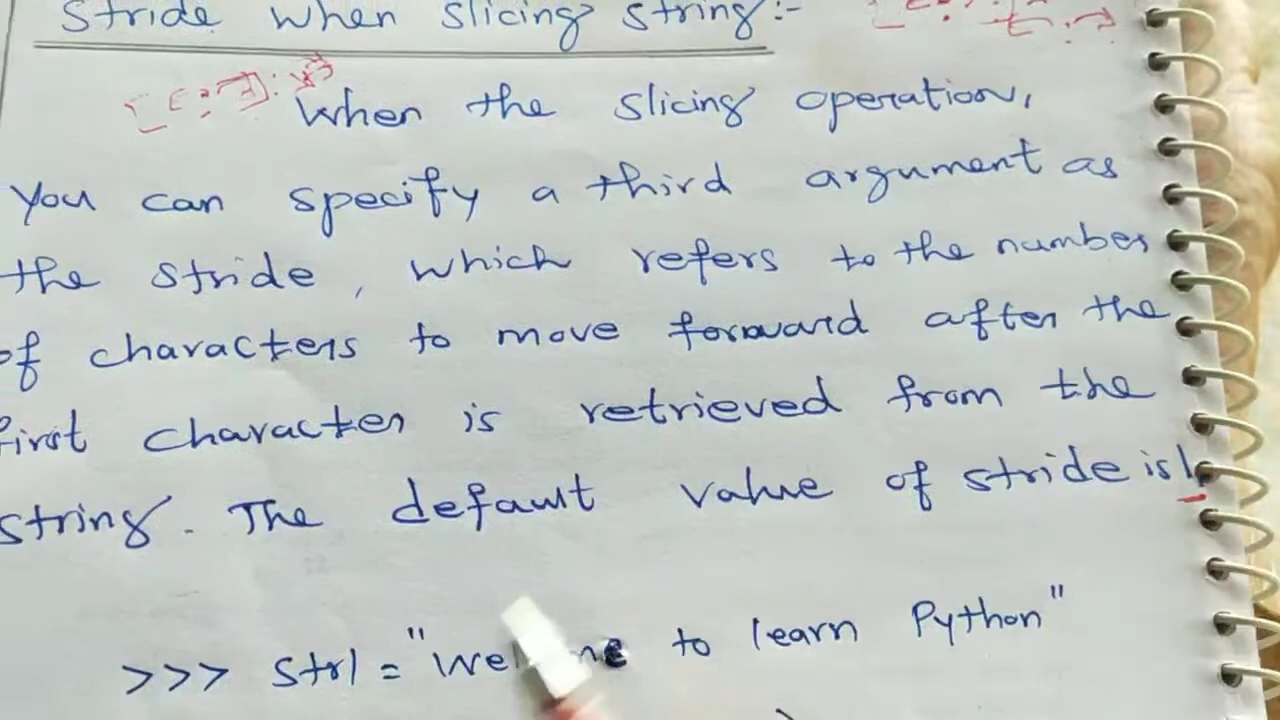 Stride when slicing string:-
When the slicing operation,
You can specify a third argument as
the stride, which refers to the number
of characters to move forward after the
first character is retrieved from the
string. The default value of stride is 1.
>>> Str1 = " to learn Python"